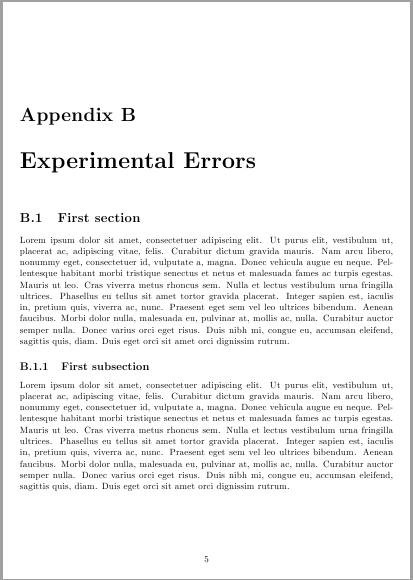 Appendix B
Experimental Errors
B.1 First section
Lorem ipsum dolor sit amet, consectetuer adipiscing elit. Ut purus elit, vestibulum ut,
placerat ac, adipiscing vitae, felis. Curabitur dictum gravida mauris. Nam arcu libero,
nonummy eget, consectetuer id, vulputate a, magna. Donec vehicula augue eu neque. Pel-
lentesque habitant morbi tristique senectus et netus et malesuada fames ac turpis egestas.
Mauris ut leo. Cras viverra metus rhoncus sem. Nulla et lectus vestibulum urna fringilla
ultrices. Phasellus eu tellus sit amet tortor gravida placerat. Integer sapien est, iaculis
in, pretium quis, viverra ac, nunc. Praesent eget sem vel leo ultrices bibendum. Aenean
faucibus. Morbi dolor nulla, malesuada eu, pulvinar at, mollis ac, nulla. Curabitur auctor
semper nulla. Donec varius orci eget risus. Duis nibh mi, congue eu, accumsan eleifend,
sagittis quis, diam. Duis eget orci sit amet orci dignissim rutrum.
B.1.1 First subsection
Lorem ipsum dolor sit amet, consectetuer adipiscing elit. Ut purus elit, vestibulum ut,
placerat ac, adipiscing vitae, felis. Curabitur dictum gravida mauris. Nam arcu libero,
nonummy eget, consectetuer id, vulputate a, magna. Donec vehicula augue eu neque. Pel-
lentesque habitant morbi tristique senectus et netus et malesuada fames ac turpis egestas.
Mauris ut leo. Cras viverra metus rhoncus sem. Nulla et lectus vestibulum urna fringilla
ultrices. Phasellus eu tellus sit amet tortor gravida placerat. Integer sapien est, iaculis
in, pretium quis, viverra ac, nunc. Praesent eget sem vel leo ultrices bibendum. Aenean
faucibus. Morbi dolor nulla, malesuada eu, pulvinar at, mollis ac, nulla. Curabitur auctor
semper nulla. Donec varius orci eget risus. Duis nibh mi, congue eu, accumsan eleifend,
sagittis quis, diam. Duis eget orci sit amet orci dignissim rutrum.
5